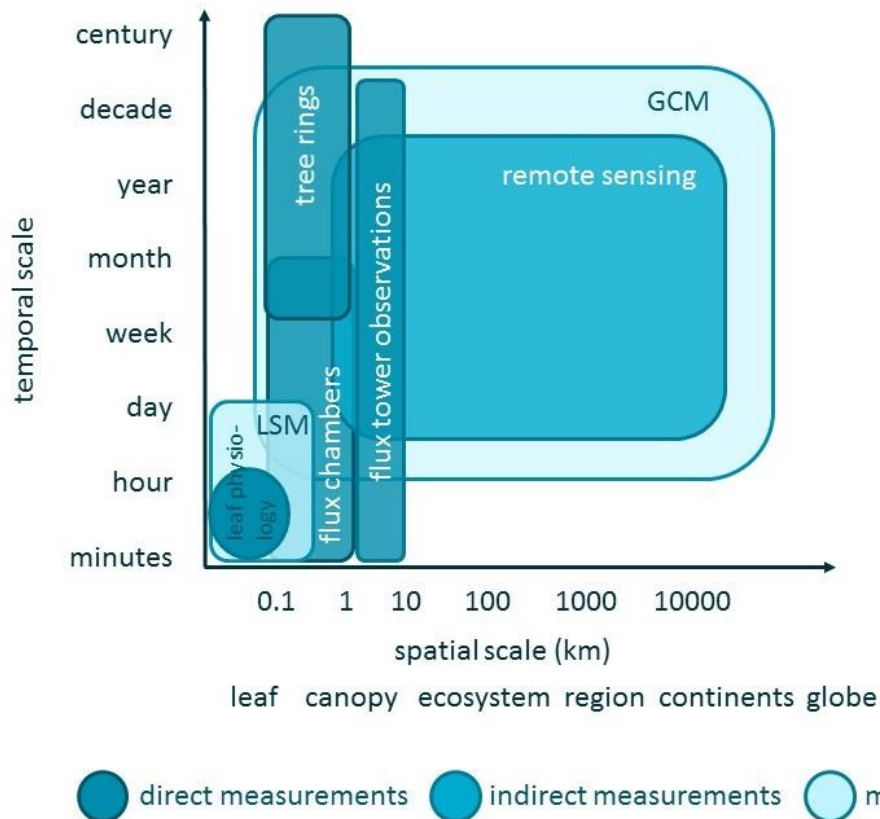 century
decade
year
month
week
day
hour
minutes
temporal scale
tree rings
GCM
remote sensing
flux tower observations
flux chambers
LSM
leaf physio-
logy
0.1 1 10 100 1000 10000
spatial scale (km)
leaf canopy ecosystem region continents globe
direct measurements indirect measurements m